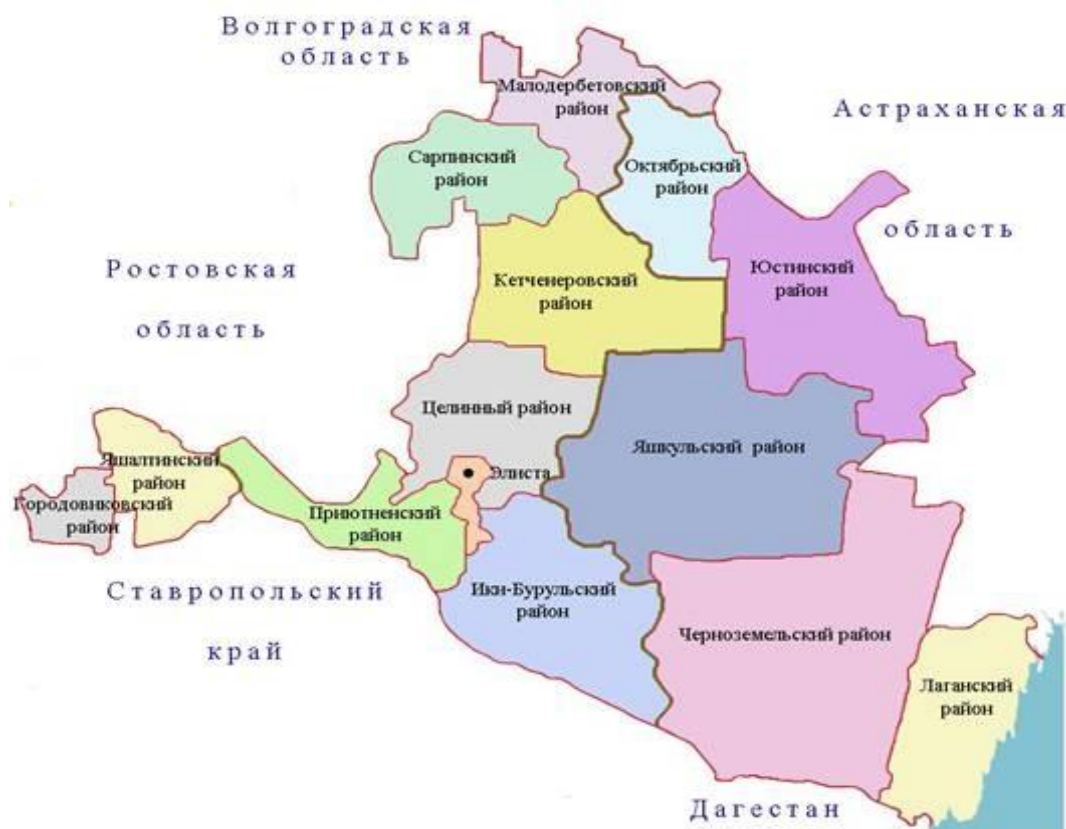 Волгоградская
область
Малодербетовский
район
Астраханская
область
Сарпинский
район
Октябрьский
район
Ростовская
область
Кетченеровский
район
Юстинский
район
Целинный район
Яшкульский район
Элиста
Яшалтинский
район
Городовиковский
район
Приютненский
район
Ставропольский
край
Ики-Бурульский
район
Черноземельский район
Лаганский
район
Дагестан